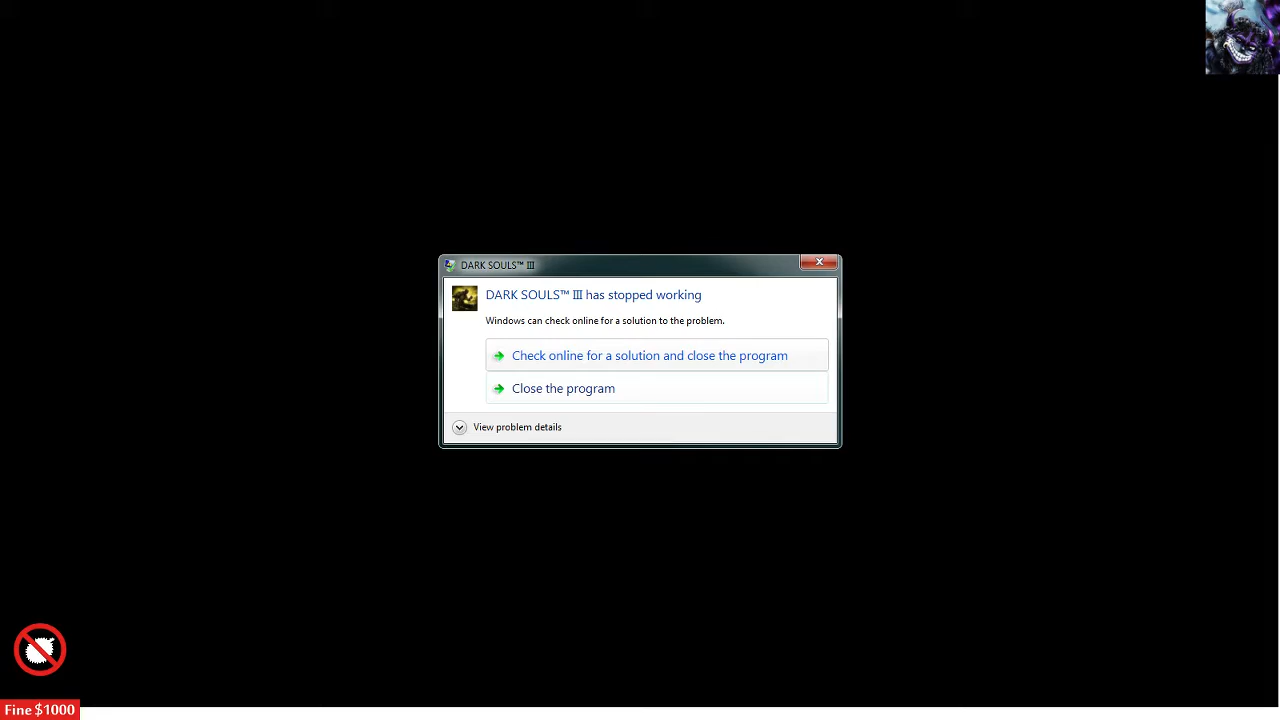 DARK SOULS™ III
DARK SOULS™ III has stopped working
Windows can check online for a solution to the problem.
Check online for a solution and close the program
Close the program
View problem details
Fine $1000